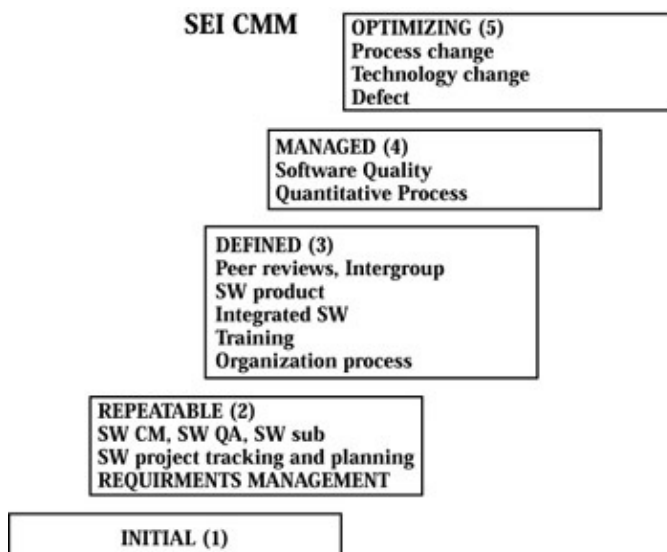 SEI CMM
OPTIMIZING (5)
Process change
Technology change
Defect
MANAGED (4)
Software Quality
Quantitative Process
DEFINED (3)
Peer reviews, Intergroup
SW product
Integrated SW
Training
Organization process
REPEATABLE (2)
SW CM, SW QA, SW sub
SW project tracking and planning
REQUIRMENTS MANAGEMENT
INITIAL (1)